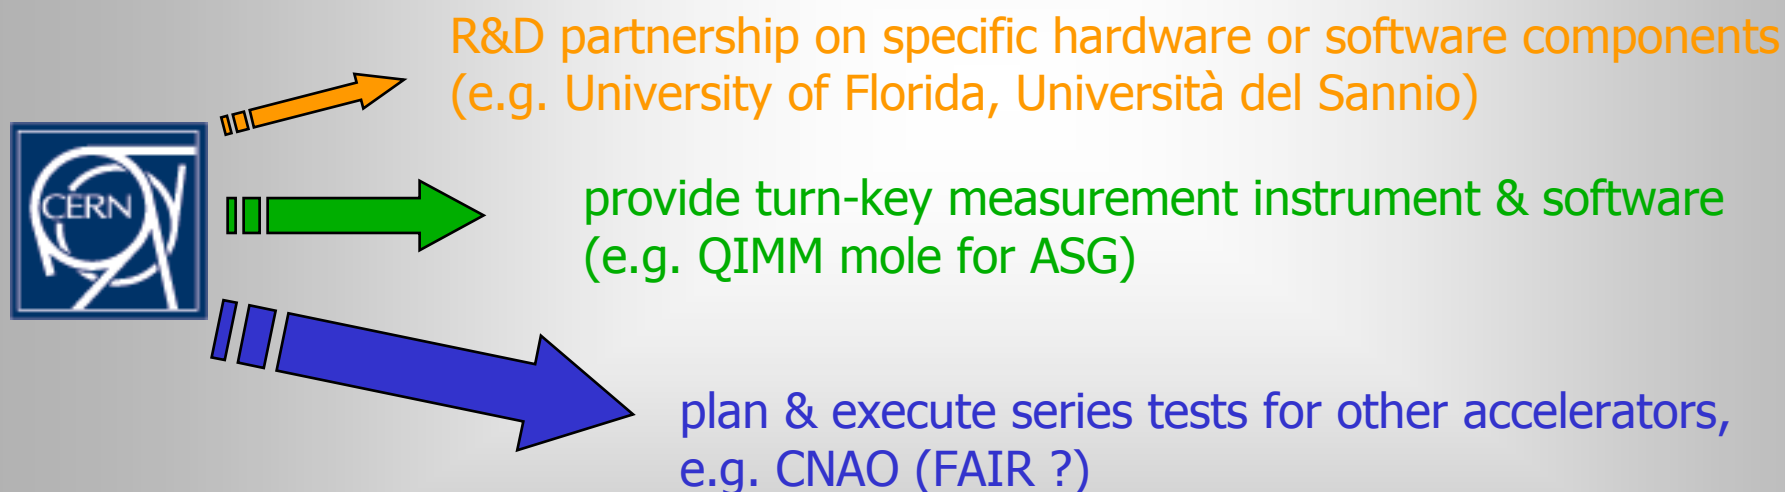 R&D partnership on specific hardware or software components
(e.g. University of Florida, Università del Sannio)
CERN
provide turn-key measurement instrument & software
(e.g. QIMM mole for ASG)
plan & execute series tests for other accelerators,
e.g. CNAO (FAIR ?)